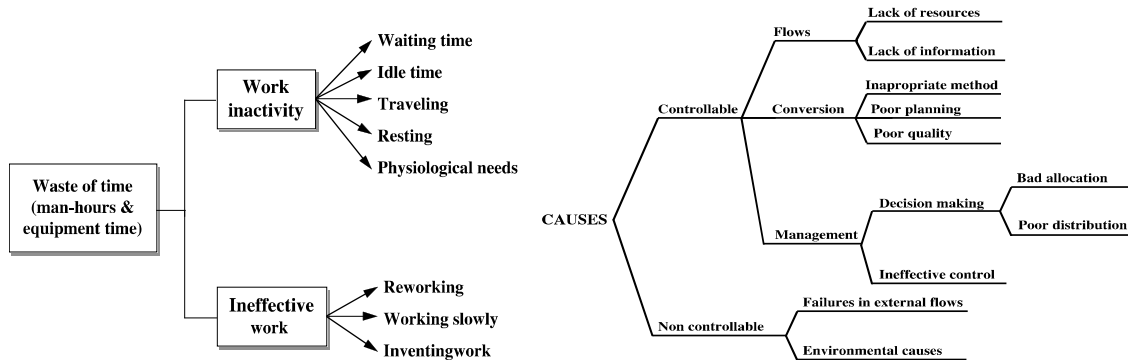 Waste of time
(man-hours &
equipment time)
Work
inactivity
Waiting time
Idle time
Traveling
Resting
Physiological needs
Ineffective
work
Reworking
Working slowly
Inventingwork
CAUSES
Controllable
Flows
Lack of resources
Lack of information
Conversion
Inapropriate method
Poor planning
Poor quality
Management
Decision making
Bad allocation
Poor distribution
Ineffective control
Non controllable
Failures in external flows
Environmental causes